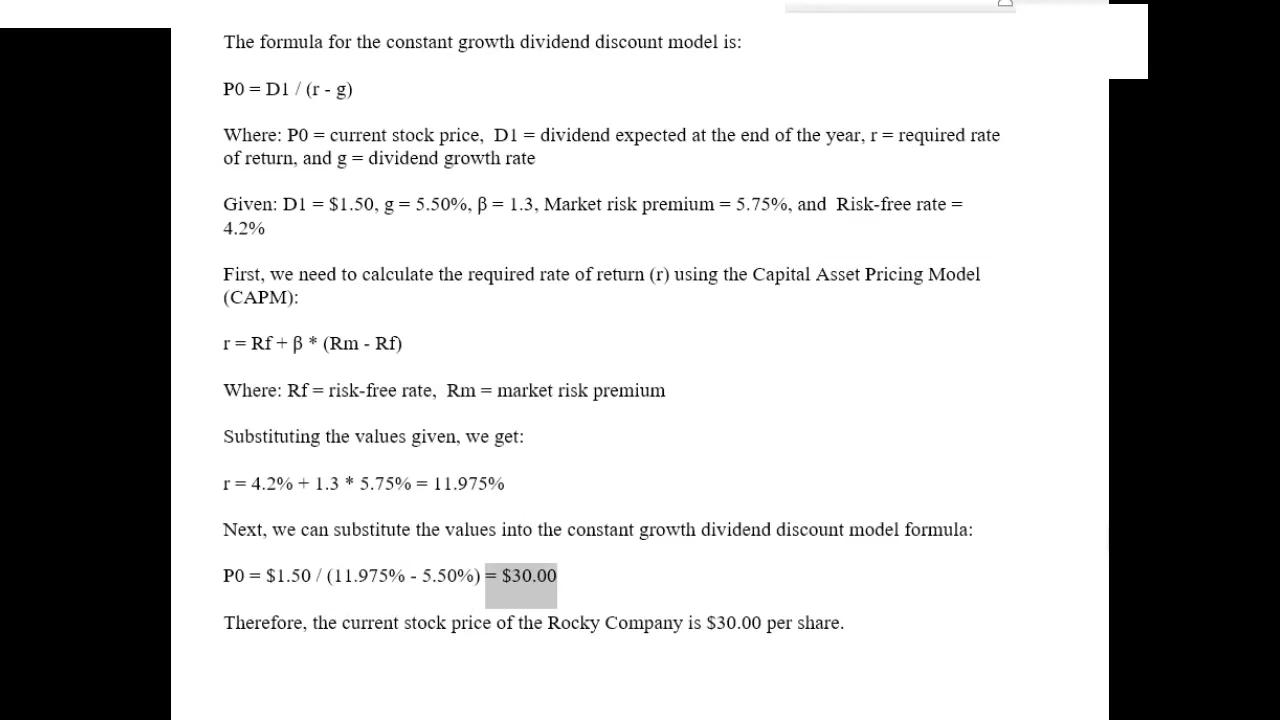 The formula for the constant growth dividend discount model is:
P0 = D1 / (r - g)
Where: P0 = current stock price,  D1 = dividend expected at the end of the year, r = required rate
of return, and g = dividend growth rate
Given: D1 = $1.50, g = 5.50%, β = 1.3, Market risk premium = 5.75%, and  Risk-free rate =
4.2%
First, we need to calculate the required rate of return (r) using the Capital Asset Pricing Model
(CAPM):
r = Rf + β * (Rm - Rf)
Where: Rf = risk-free rate,  Rm = market risk premium
Substituting the values given, we get:
r = 4.2% + 1.3 * 5.75% = 11.975%
Next, we can substitute the values into the constant growth dividend discount model formula:
P0 = $1.50 / (11.975% - 5.50%) = $30.00
Therefore, the current stock price of the Rocky Company is $30.00 per share.